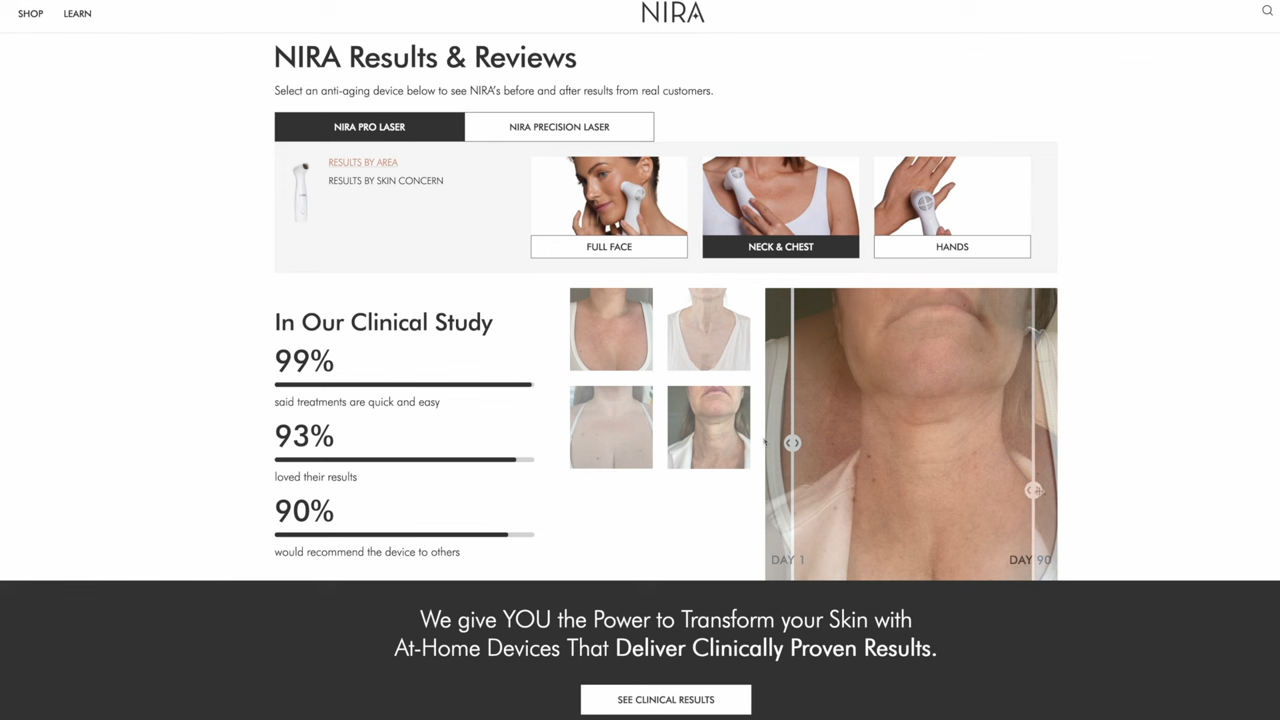 SHOP LEARN NIRA
NIRA Results & Reviews
Select an anti-aging device below to see NIRA's before and after results from real customers.
NIRA PRO LASER NIRA PRECISION LASER
RESULTS BY AREA
RESULTS BY SKIN CONCERN
FULL FACE NECK & CHEST HANDS
In Our Clinical Study
99%
said treatments are quick and easy
93%
loved their results
90%
would recommend the device to others
DAY 1 DAY 90
We give YOU the Power to Transform your Skin with
At-Home Devices That Deliver Clinically Proven Results.
SEE CLINICAL RESULTS